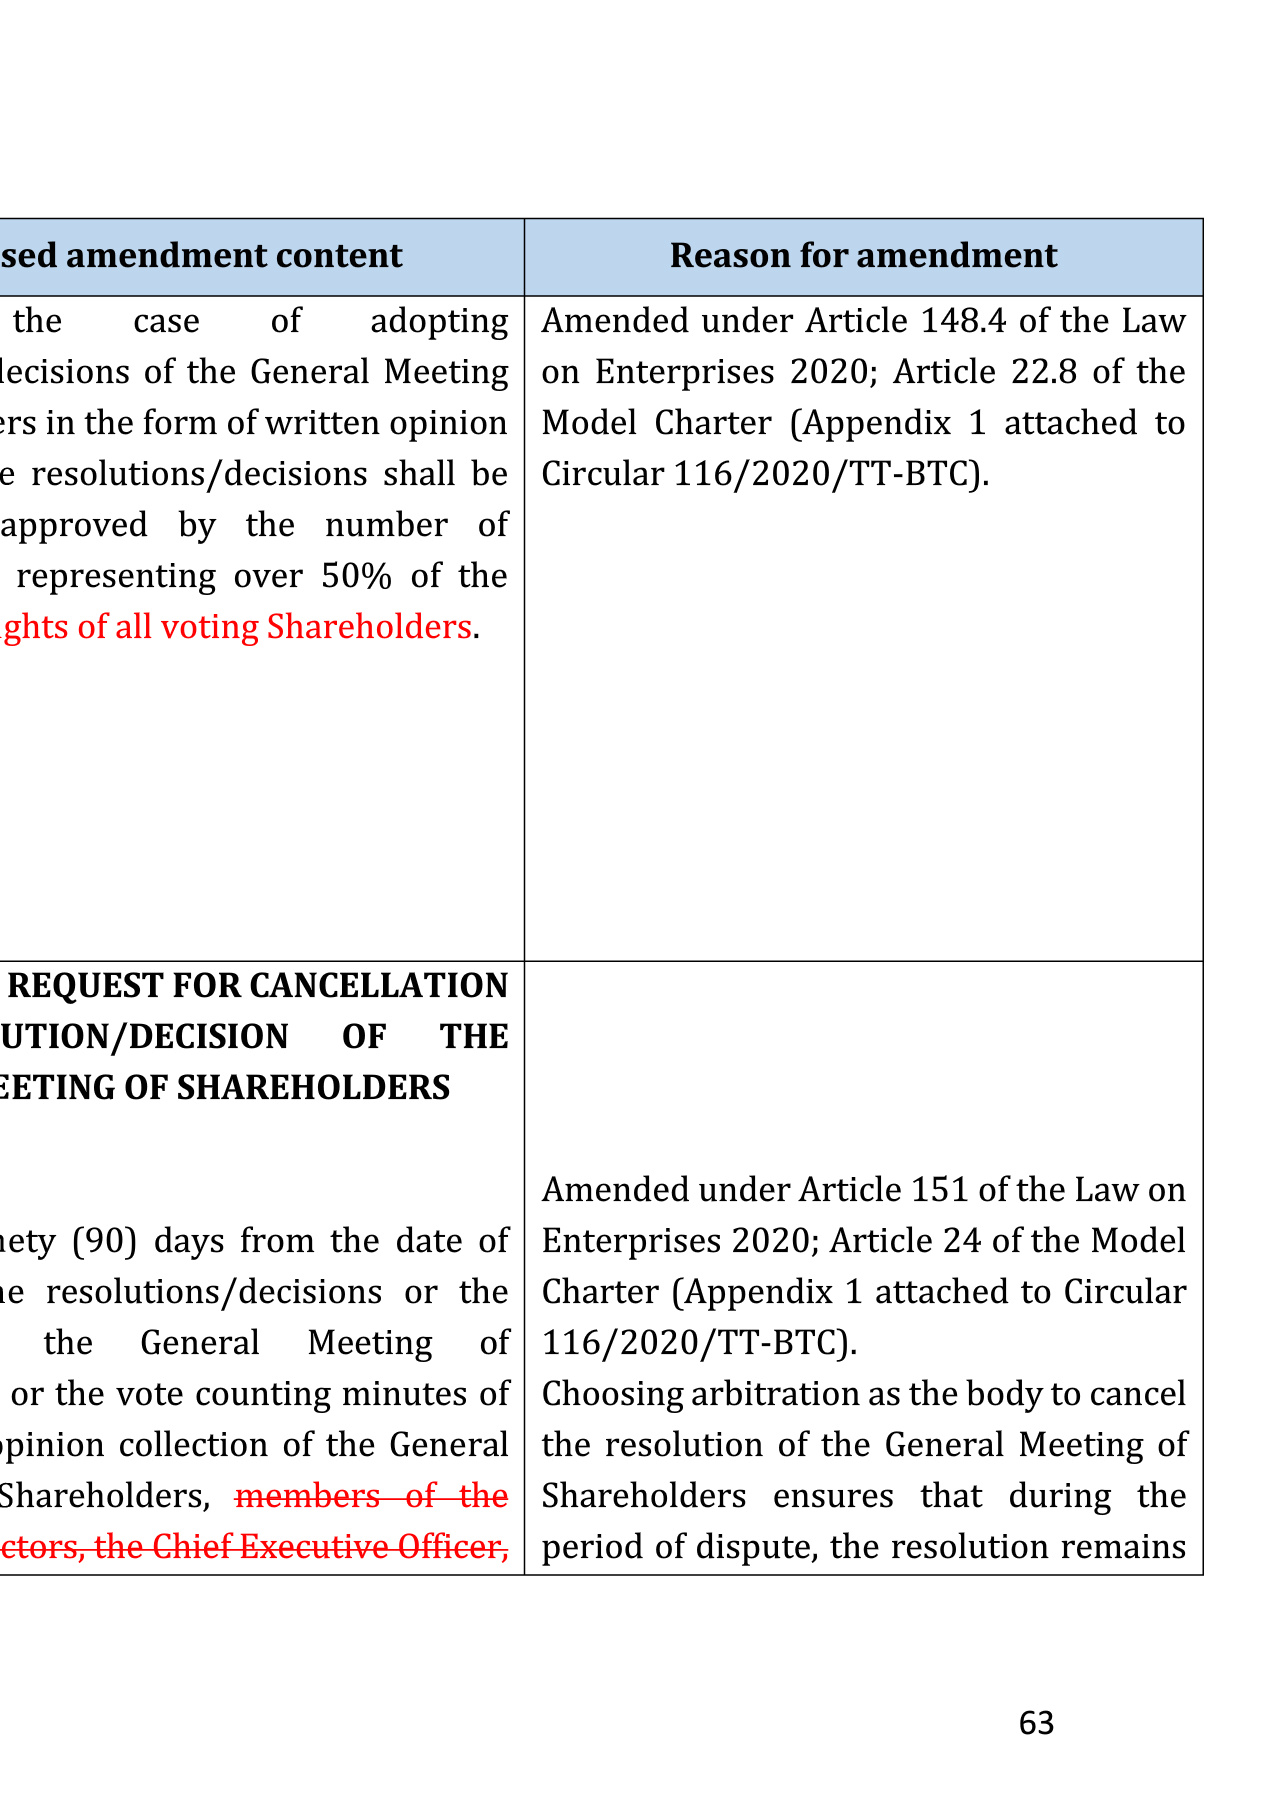 sed amendment content
Reason for amendment
the case of adopting
decisions of the General Meeting
ers in the form of written opinion
e resolutions/decisions shall be
approved by the number of
representing over 50% of the
ights of all voting Shareholders.
Amended under Article 148.4 of the Law
on Enterprises 2020; Article 22.8 of the
Model Charter (Appendix 1 attached to
Circular 116/2020/TT-BTC).
REQUEST FOR CANCELLATION
UTION/DECISION OF THE
EETING OF SHAREHOLDERS
nety (90) days from the date of
he resolutions/decisions or the
the General Meeting of
or the vote counting minutes of
opinion collection of the General
Shareholders, members of the
ctors, the Chief Executive Officer,
Amended under Article 151 of the Law on
Enterprises 2020; Article 24 of the Model
Charter (Appendix 1 attached to Circular
116/2020/TT-BTC).
Choosing arbitration as the body to cancel
the resolution of the General Meeting of
Shareholders ensures that during the
period of dispute, the resolution remains
63